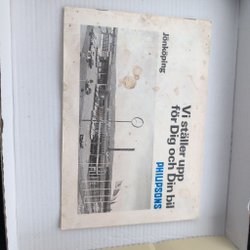 Jönköping
Vi ställer upp
för Dig och Din bil
PHILIPSONS